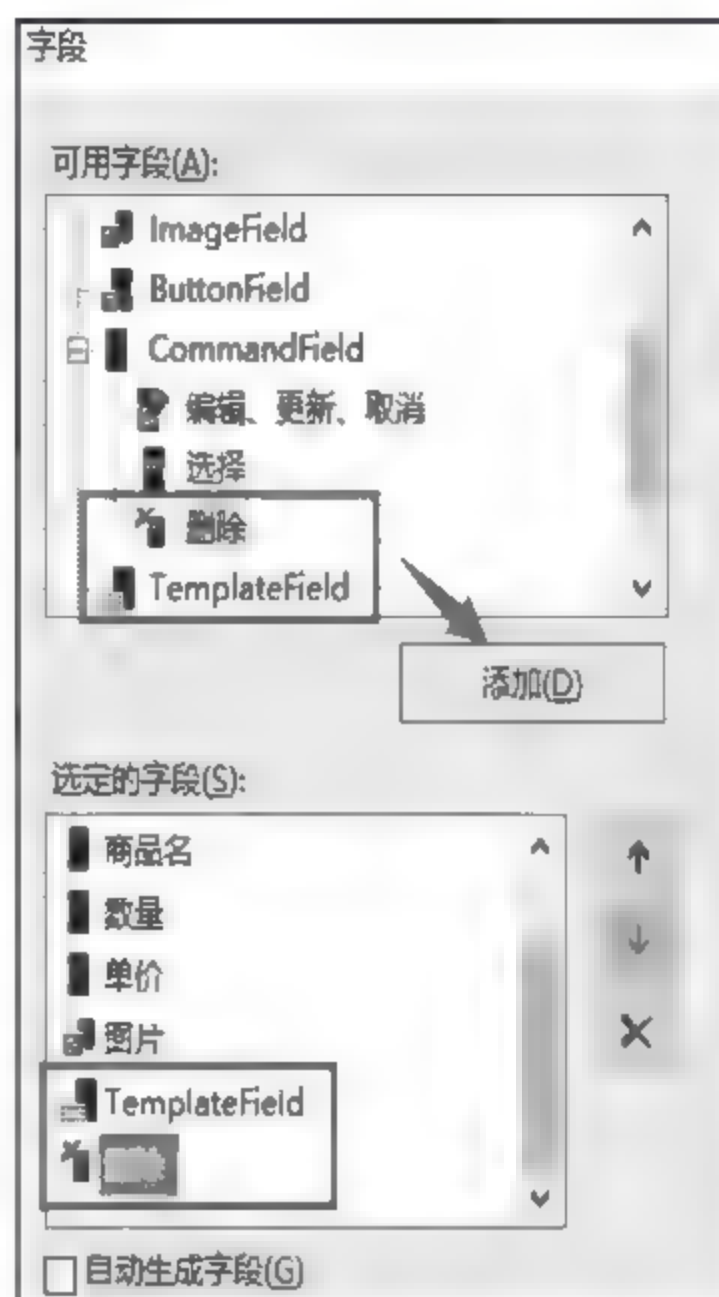 字段
可用字段(A):
ImageField
ButtonField
CommandField
编辑、更新、取消
选择
删除
TemplateField
添加(D)
选定的字段(S):
商品名
数量
单价
图片
TemplateField
自动生成字段(G)